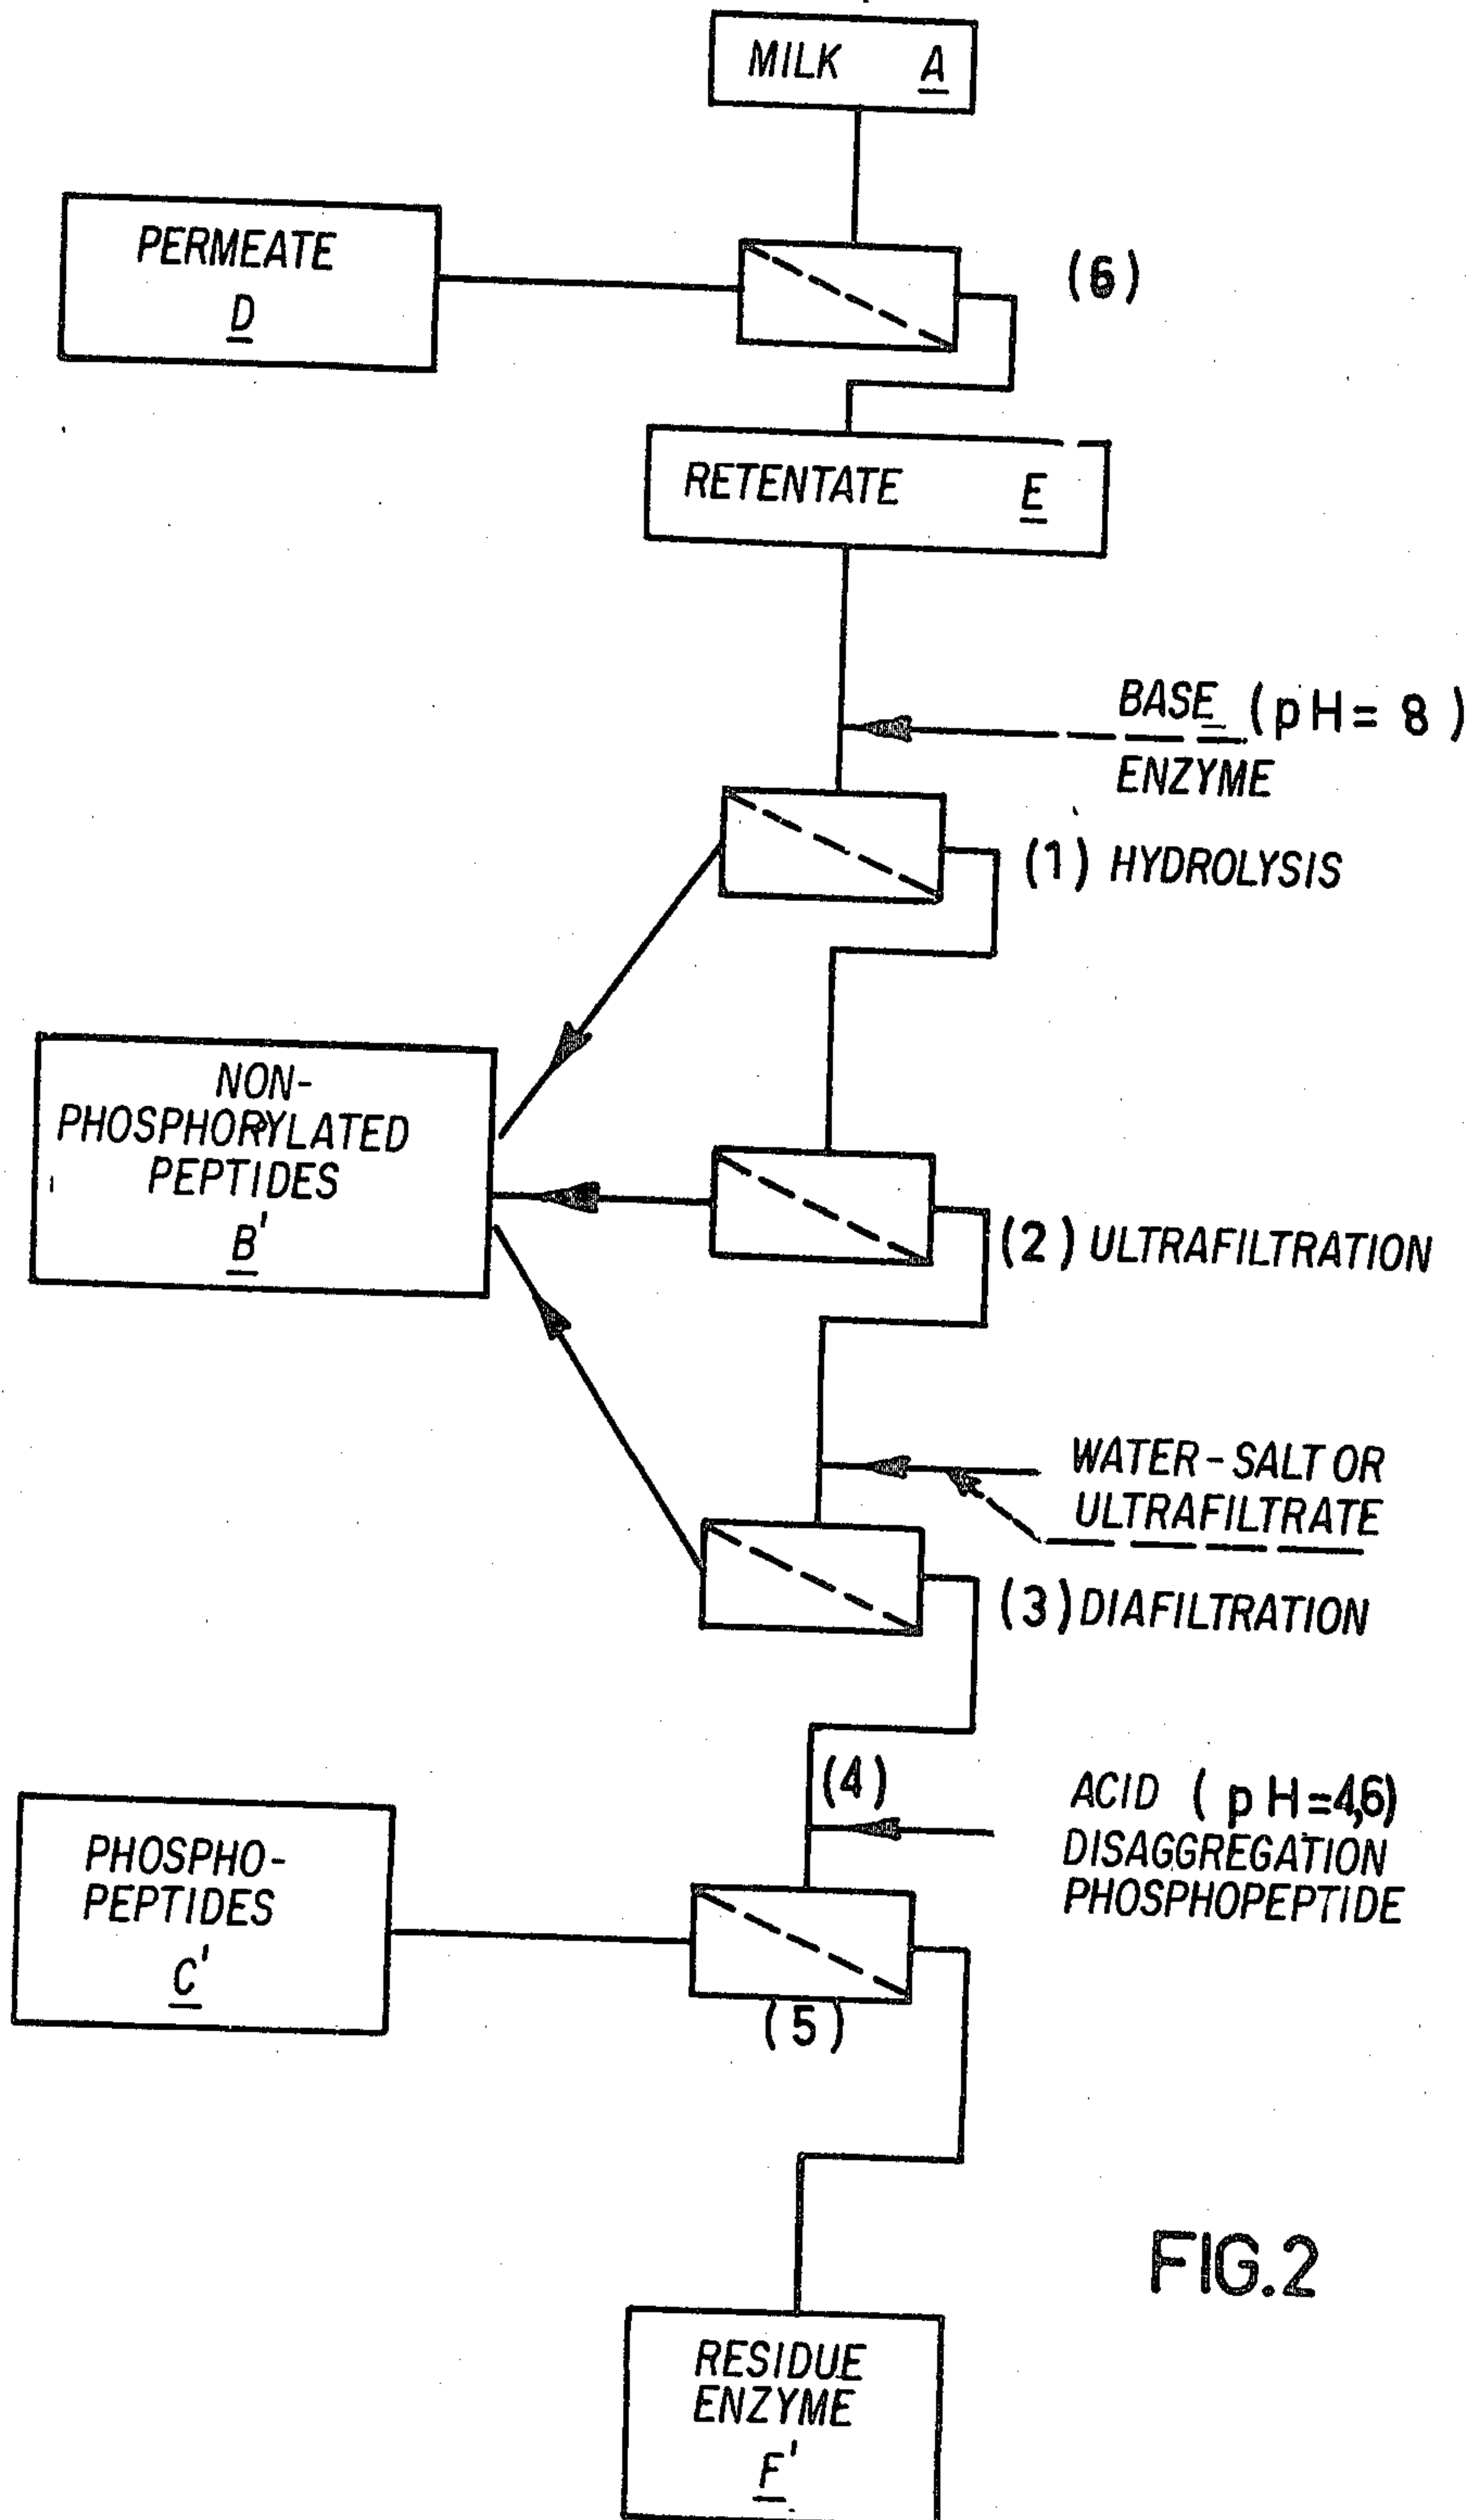 MILK A
PERMEATE
D
(6)
RETENTATE E
BASE (pH = 8)
ENZYME
(1) HYDROLYSIS
NON-
PHOSPHORYLATED
PEPTIDES
B'
(2) ULTRAFILTRATION
WATER-SALT OR
ULTRAFILTRATE
(3) DIAFILTRATION
(4)
ACID (pH=4,6)
DISAGGREGATION
PHOSPHOPEPTIDE
PHOSPHO-
PEPTIDES
C'
(5)
FIG.2
RESIDUE
ENZYME
F'